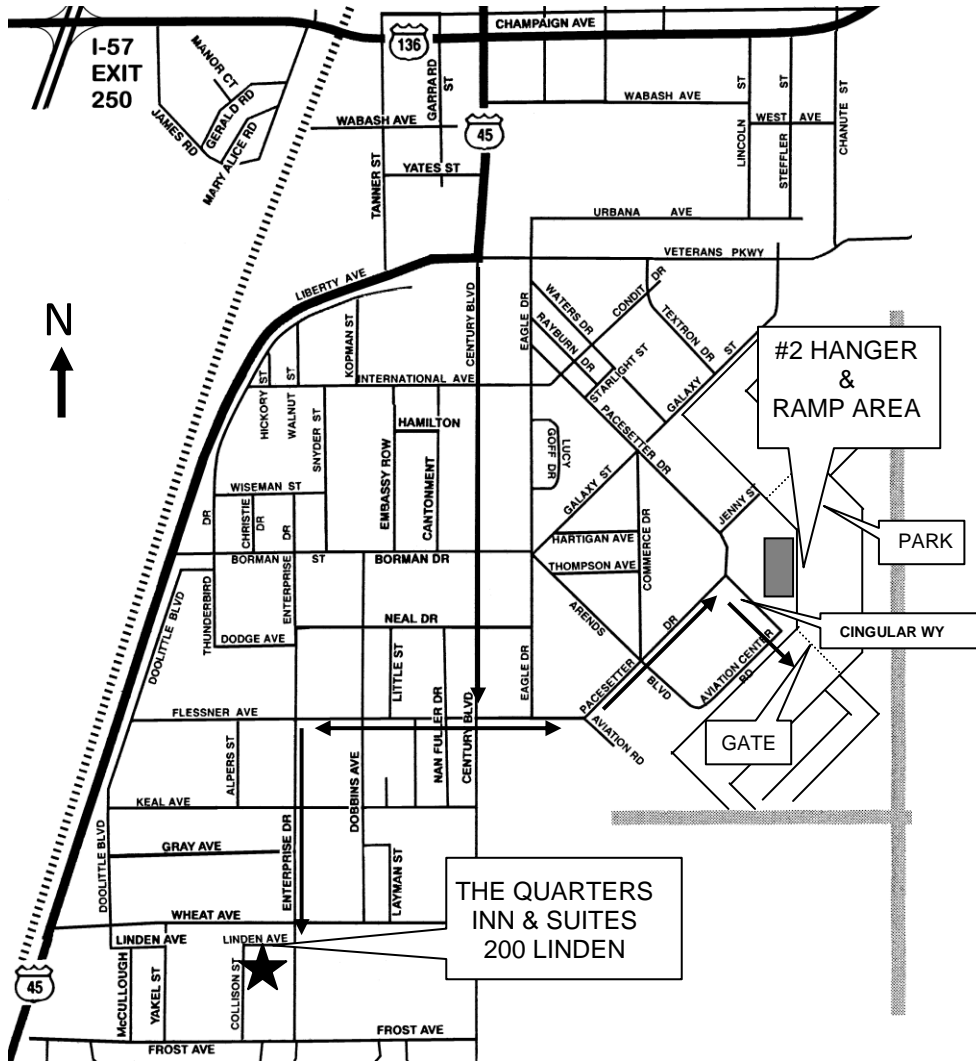 CHAMPAIGN AVE
I-57
EXIT
250
136
MANOR CT
GERALD RD
JAMES RD
MARY ALICE RD
GARRARD
ST
WABASH AVE
WABASH AVE
45
YATES ST
TANNER ST
LINCOLN ST
WEST AVE
STEFFLER ST
CHANUTE ST
URBANA AVE
VETERANS PKWY
LIBERTY AVE
N
CENTURY BLVD
EAGLE DR
WATERS DR
RAYBURN DR
CONDIT DR
STARLIGHT ST
TEXTRON DR
GALAXY ST
KOPMAN ST
INTERNATIONAL AVE
HICKORY ST
WALNUT ST
SNYDER ST
PACESETTER DR
#2 HANGER
&
RAMP AREA
HAMILTON
EMBASSY ROW
CANTONMENT
LUCY
GOFF DR
GALAXY ST
WISEMAN ST
CHRISTIE
DR
ENTERPRISE DR
THUNDERBIRD DR
JENNY ST
PARK
HARTIGAN AVE
COMMERCE DR
THOMPSON AVE
BORMAN ST
BORMAN DR
DOOLITTLE BLVD
ARENDS BLVD
CINGULAR WY
NEAL DR
DODGE AVE
LITTLE ST
EAGLE DR
PACESETTER DR
AVIATION CENTER
RD
NAN FULLER DR
CENTURY BLVD
FLESSNER AVE
AVIATION RD
GATE
ALPERS ST
DOBBINS AVE
KEAL AVE
DOOLITTLE BLVD
GRAY AVE
ENTERPRISE DR
LAYMAN ST
THE QUARTERS
INN & SUITES
200 LINDEN
WHEAT AVE
LINDEN AVE
LINDEN AVE
45
McCULLOUGH
YAKEL ST
COLLISON ST
FROST AVE
FROST AVE